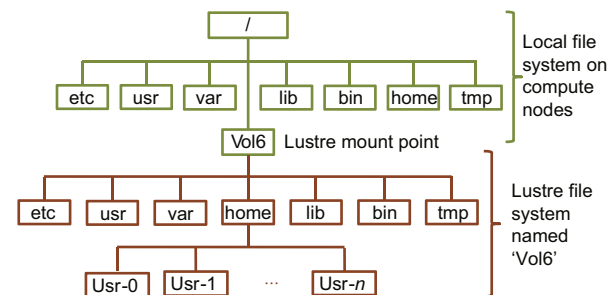 /
Local file
system on
compute
nodes
etc usr var lib bin home tmp
Vol6 Lustre mount point
etc usr var home lib bin tmp
Lustre file
system
named
‘Vol6’
Usr-0 Usr-1 ... Usr-n